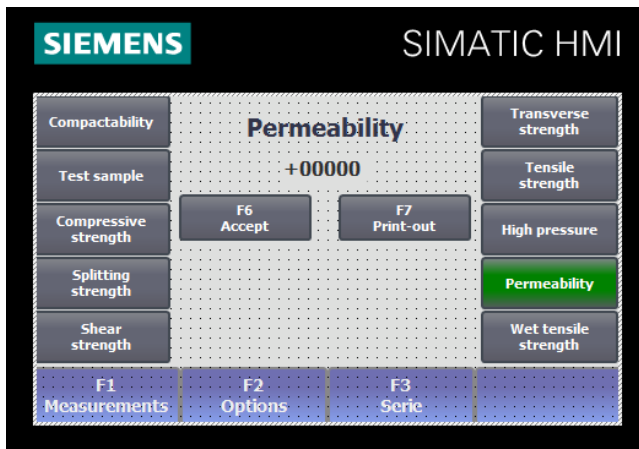 SIEMENS
SIMATIC HMI
Compactability
Test sample
Compressive
strength
Splitting
strength
Shear
strength
Permeability
+00000
F6
Accept
F7
Print-out
Transverse
strength
Tensile
strength
High pressure
Permeability
Wet tensile
strength
F1
Measurements
F2
Options
F3
Serie